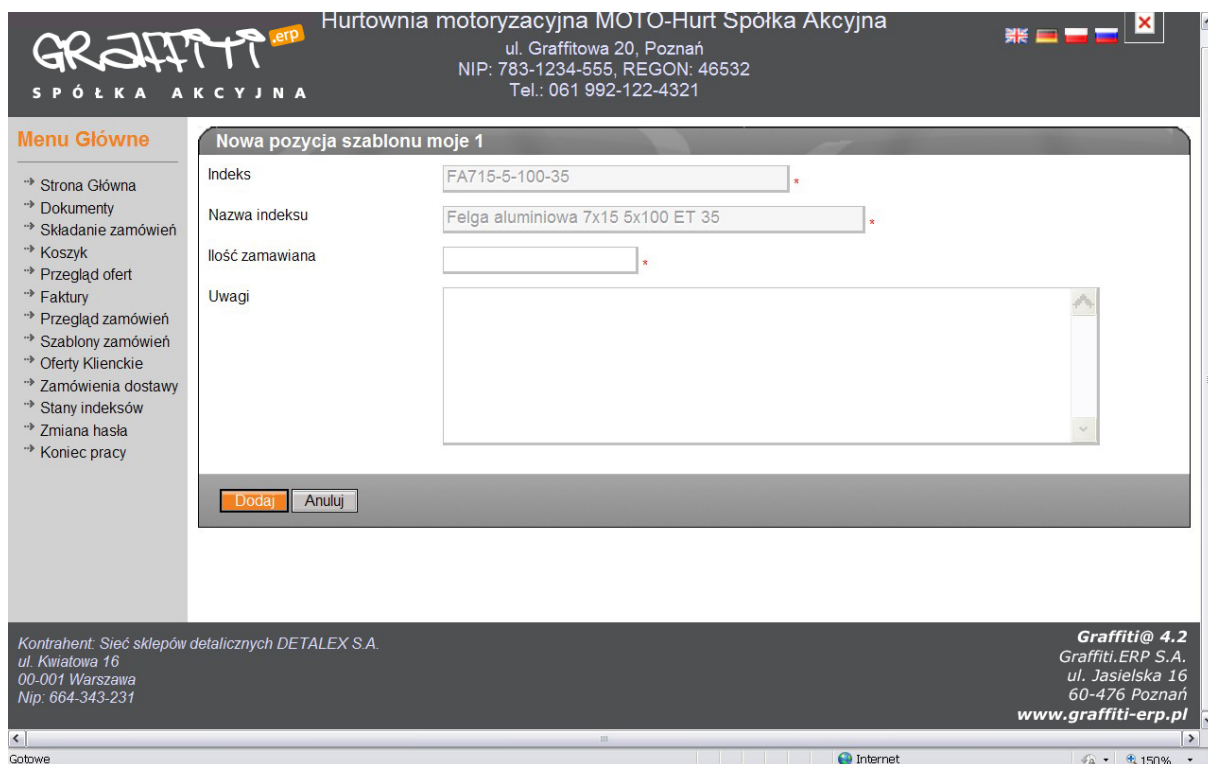 GRaffiti .erp
SPÓŁKA AKCYJNA
Hurtownia motoryzacyjna MOTO-Hurt Spółka Akcyjna
ul. Graffitowa 20, Poznań
NIP: 783-1234-555, REGON: 46532
Tel.: 061 992-122-4321
Menu Główne
Strona Główna
Dokumenty
Składanie zamówień
Koszyk
Przegląd ofert
Faktury
Przegląd zamówień
Szablony zamówień
Oferty Klienckie
Zamówienia dostawy
Stany indeksów
Zmiana hasła
Koniec pracy
Nowa pozycja szablonu moje 1
Indeks FA715-5-100-35 *
Nazwa indeksu Felga aluminiowa 7x15 5x100 ET 35 *
Ilość zamawiana *
Uwagi
Dodaj Anuluj
Kontrahent: Sieć sklepów detalicznych DETALEX S.A.
ul. Kwiatowa 16
00-001 Warszawa
Nip: 664-343-231
Graffiti@ 4.2
Graffiti.ERP S.A.
ul. Jasielska 16
60-476 Poznań
www.graffiti-erp.pl
Gotowe Internet 150%